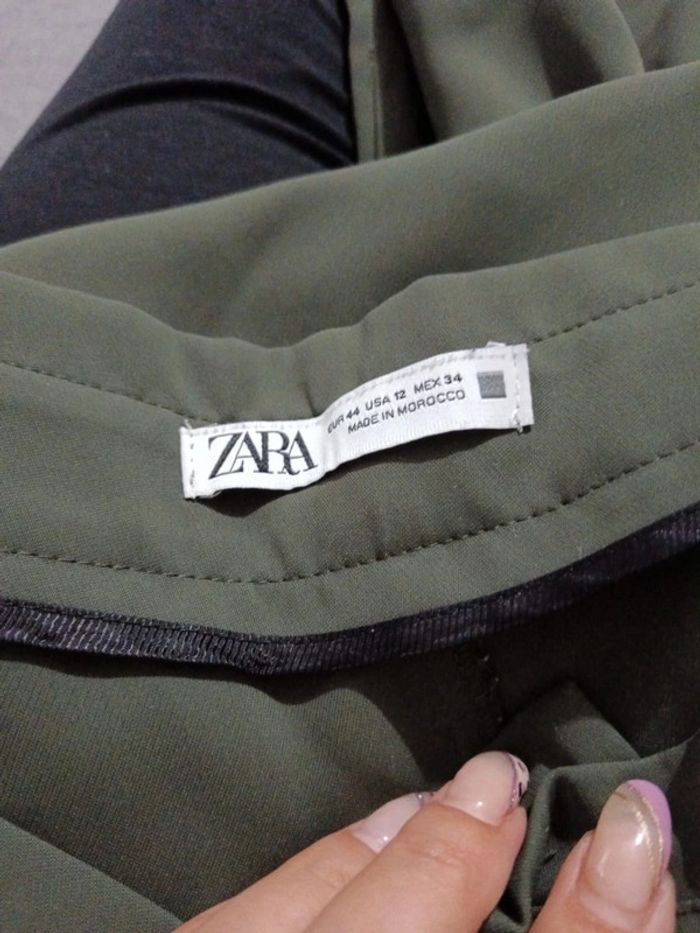 ZARA
EUR 44 USA 12 MEX 34
MADE IN MOROCCO